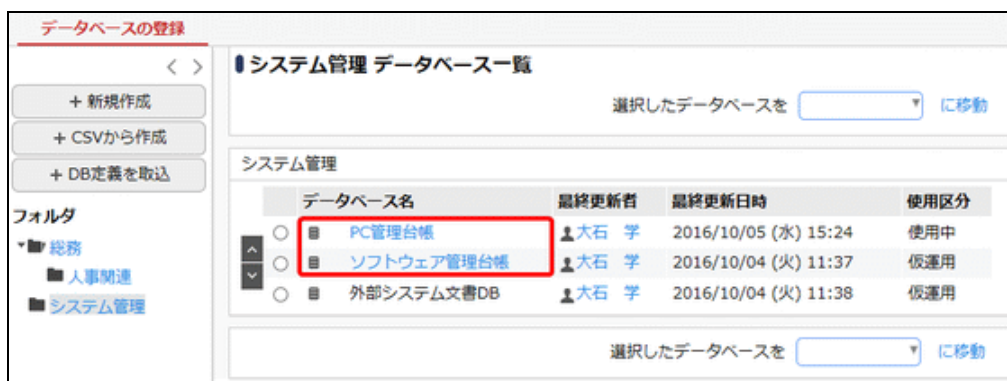 データベースの登録
< >
+ 新規作成
+ CSVから作成
+ DB定義を取込
フォルダ
総務
人事関連
システム管理
システム管理 データベース一覧
選択したデータベースを に移動
システム管理
データベース名 最終更新者 最終更新日時 使用区分
PC管理台帳 大石 学 2016/10/05 (水) 15:24 使用中
ソフトウェア管理台帳 大石 学 2016/10/04 (火) 11:37 仮運用
外部システム文書DB 大石 学 2016/10/04 (火) 11:38 仮運用
選択したデータベースを に移動